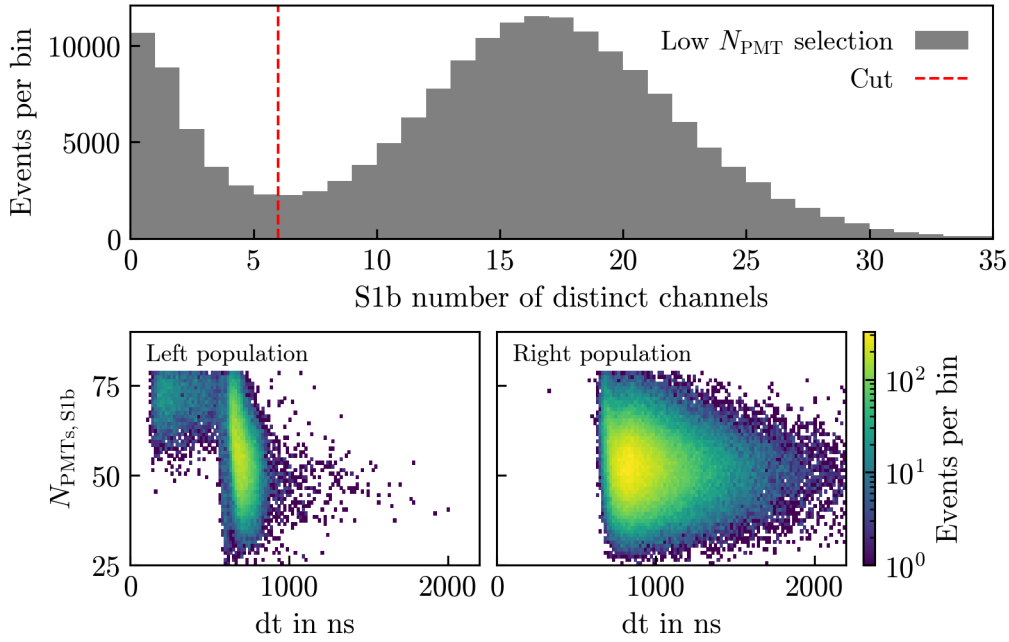 Events per bin
10000
5000
0
Low N_PMT selection
Cut
0 5 10 15 20 25 30 35
S1b number of distinct channels
N_PMTs, S1b
75
50
25
Left population
Right population
0 1000 2000
0 1000 2000
dt in ns
dt in ns
10^2
10^1
10^0
Events per bin